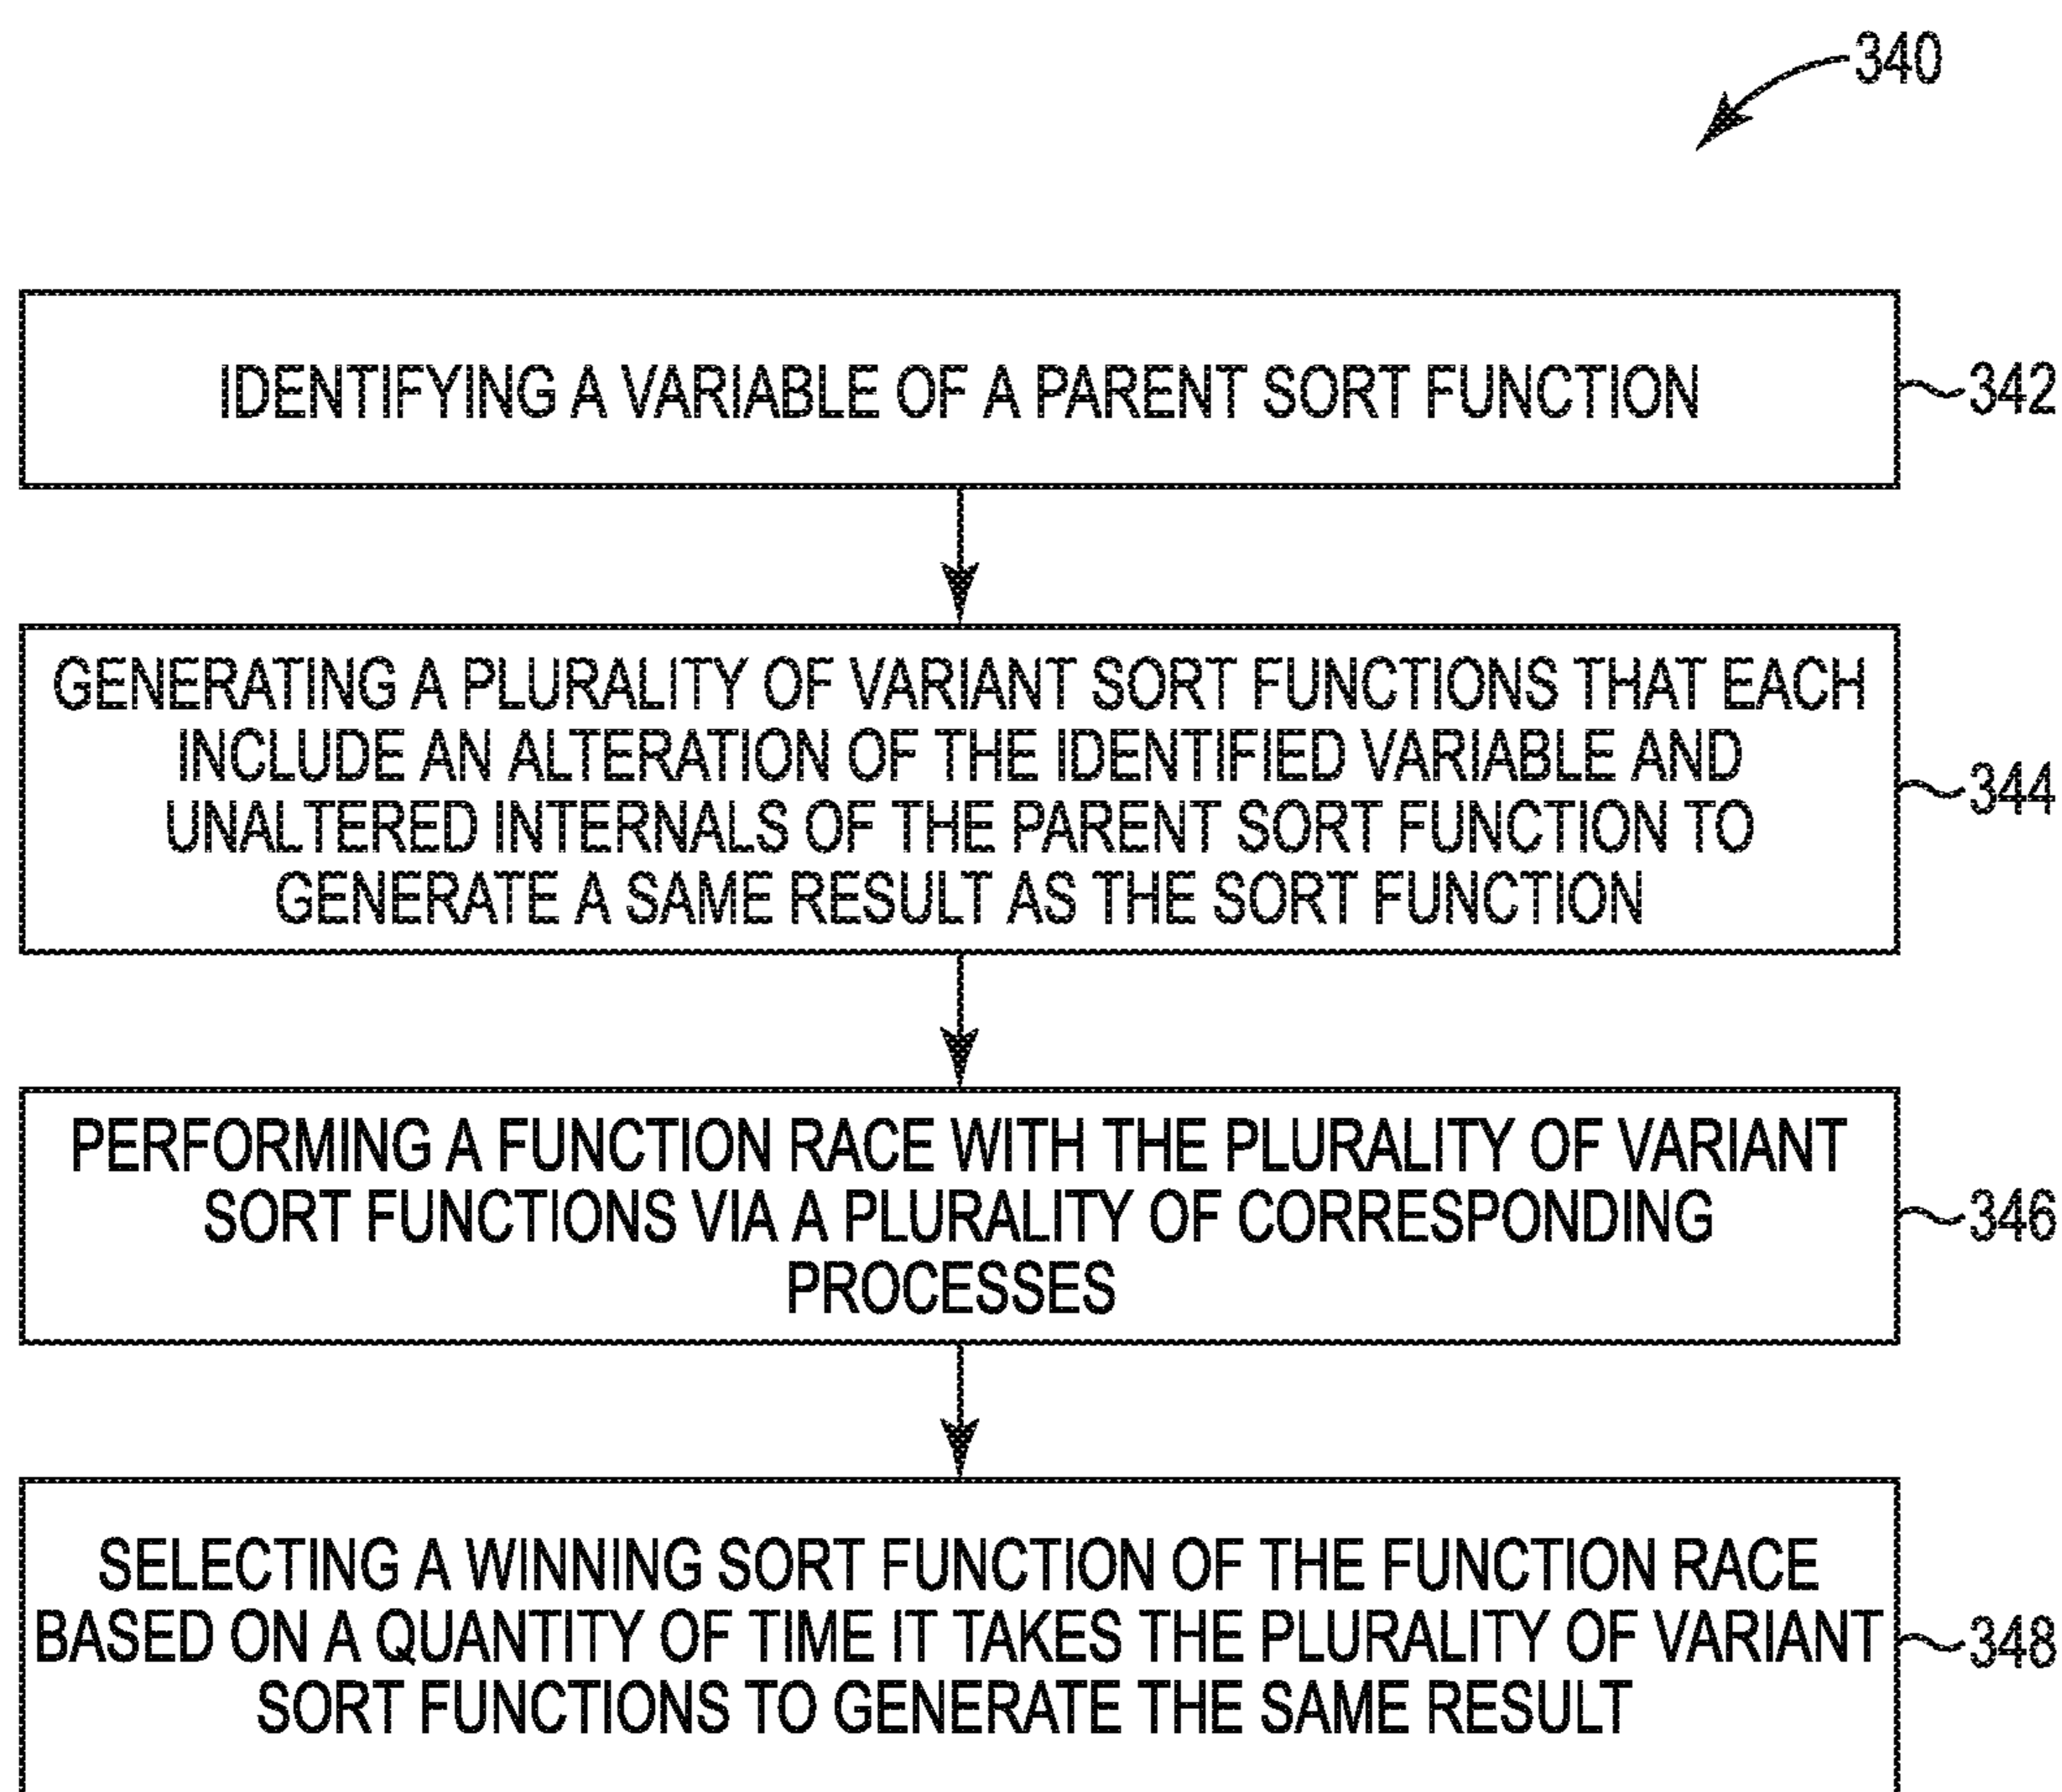 340
IDENTIFYING A VARIABLE OF A PARENT SORT FUNCTION
342
GENERATING A PLURALITY OF VARIANT SORT FUNCTIONS THAT EACH
INCLUDE AN ALTERATION OF THE IDENTIFIED VARIABLE AND
UNALTERED INTERNALS OF THE PARENT SORT FUNCTION TO
GENERATE A SAME RESULT AS THE SORT FUNCTION
344
PERFORMING A FUNCTION RACE WITH THE PLURALITY OF VARIANT
SORT FUNCTIONS VIA A PLURALITY OF CORRESPONDING
PROCESSES
346
SELECTING A WINNING SORT FUNCTION OF THE FUNCTION RACE
BASED ON A QUANTITY OF TIME IT TAKES THE PLURALITY OF VARIANT
SORT FUNCTIONS TO GENERATE THE SAME RESULT
348